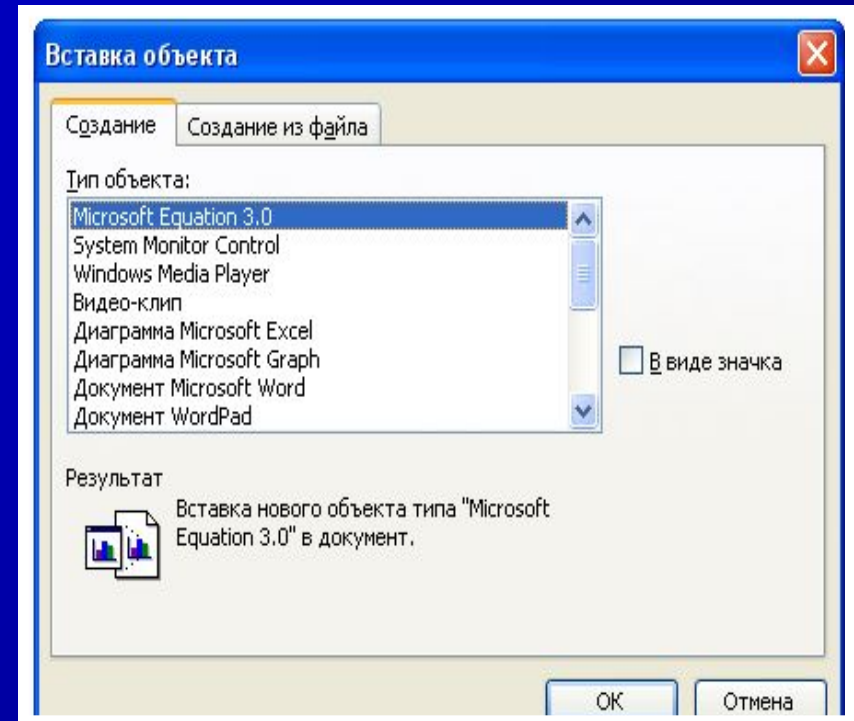 Вставка объекта
Создание
Создание из файла
Тип объекта:
Microsoft Equation 3.0
System Monitor Control
Windows Media Player
Видео-клип
Диаграмма Microsoft Excel
Диаграмма Microsoft Graph
Документ Microsoft Word
Документ WordPad
В виде значка
Результат
Вставка нового объекта типа "Microsoft
Equation 3.0" в документ.
ОК
Отмена